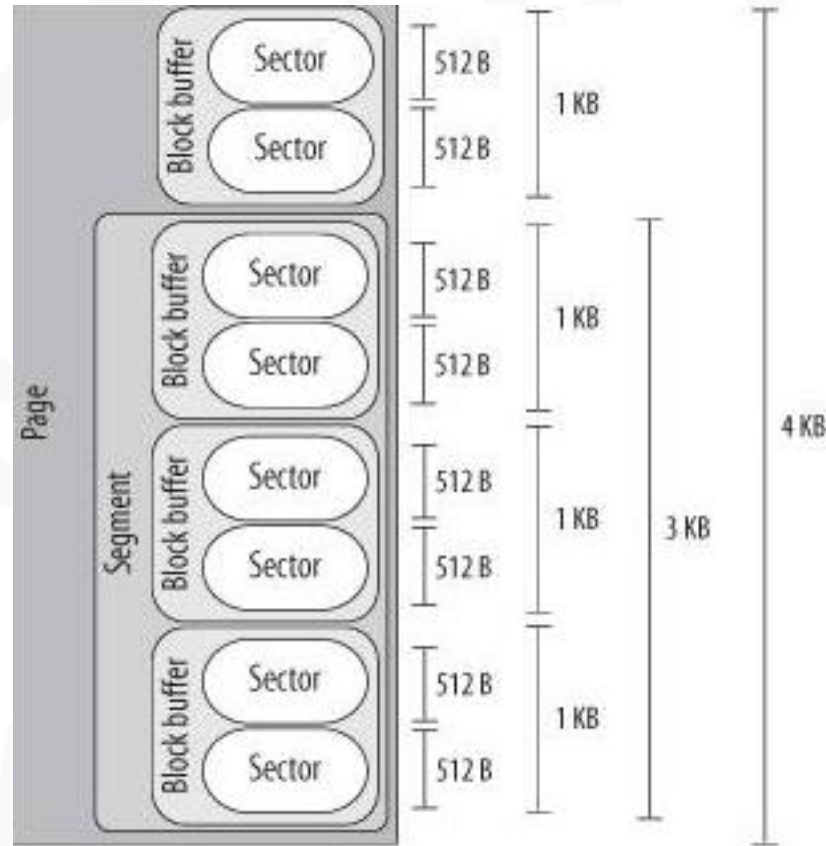 Page
Segment
Block buffer
Sector
Sector
512 B
512 B
1 KB
Block buffer
Sector
Sector
512 B
512 B
1 KB
Block buffer
Sector
Sector
512 B
512 B
1 KB
Block buffer
Sector
Sector
512 B
512 B
1 KB
3 KB
4 KB